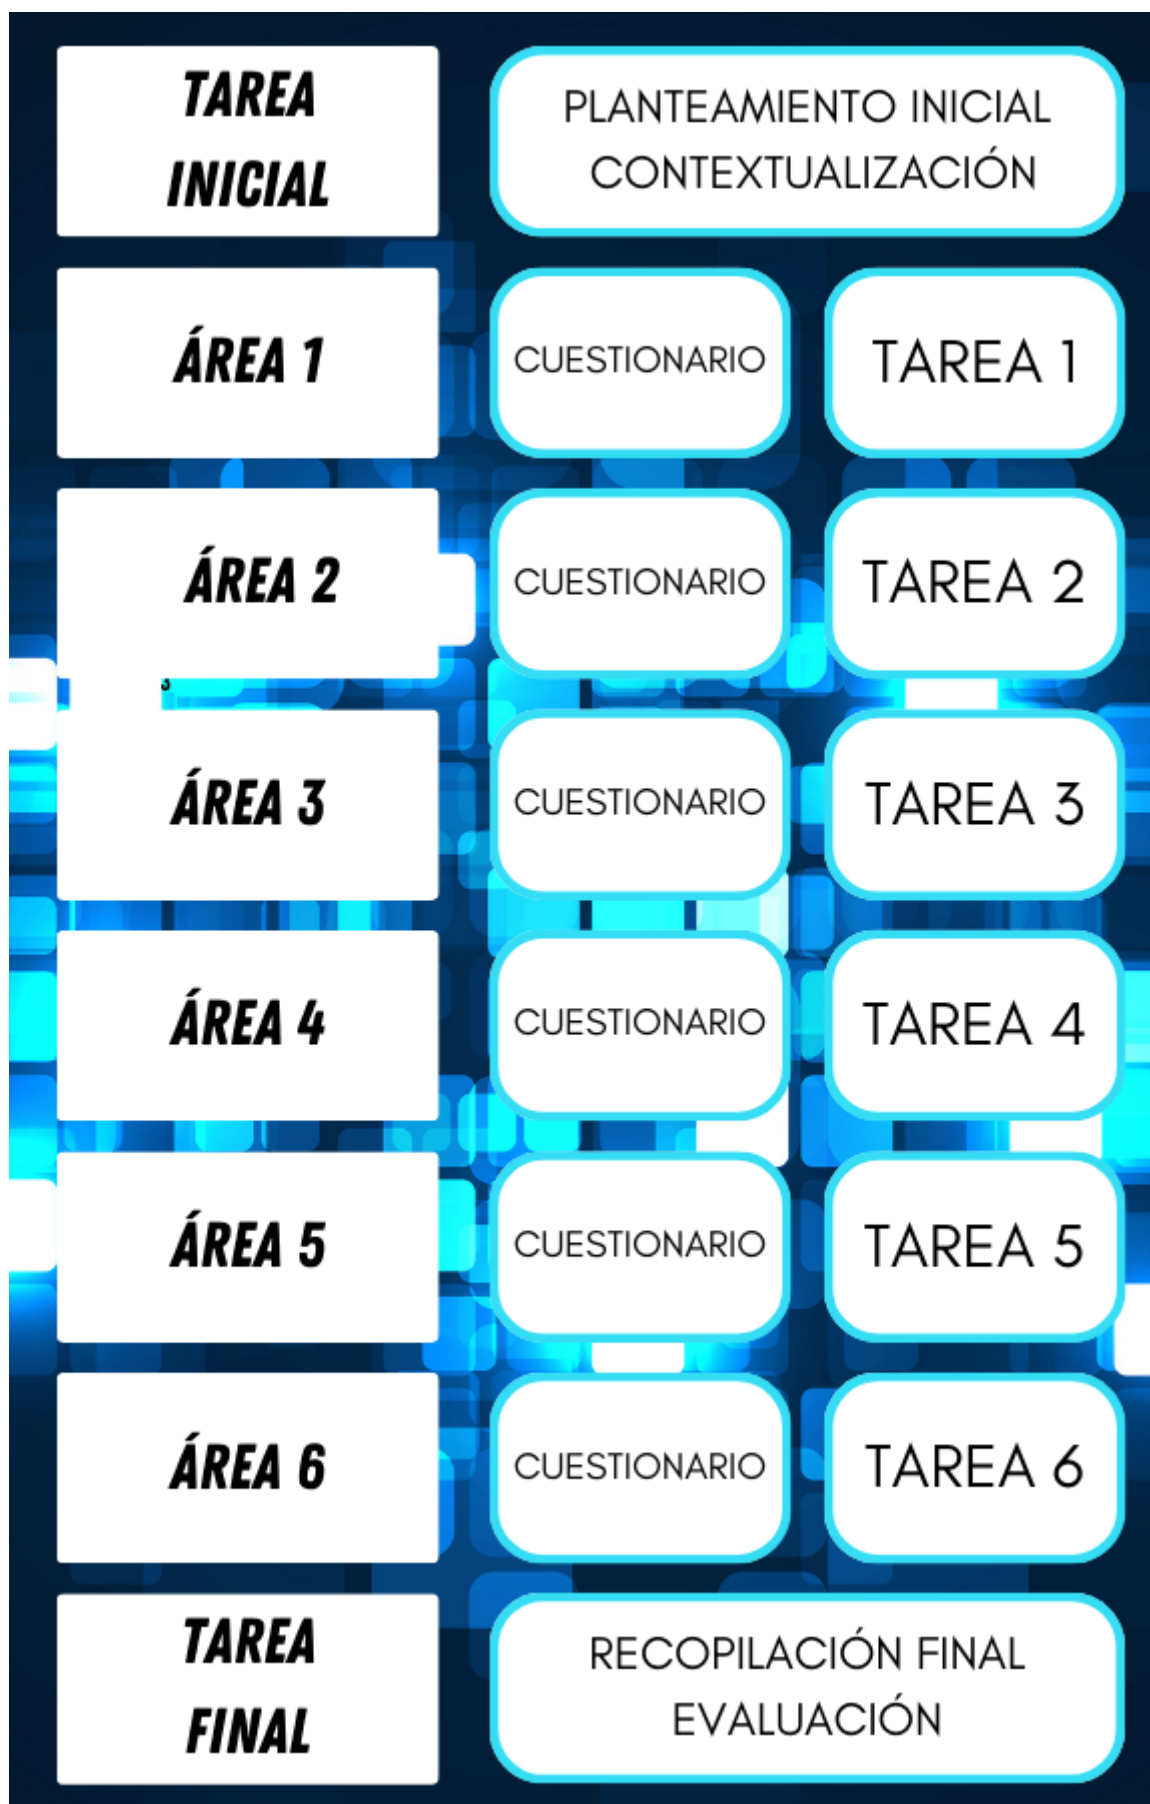 TAREA
INICIAL
PLANTEAMIENTO INICIAL
CONTEXTUALIZACIÓN
ÁREA 1
CUESTIONARIO
TAREA 1
ÁREA 2
CUESTIONARIO
TAREA 2
3
ÁREA 3
CUESTIONARIO
TAREA 3
ÁREA 4
CUESTIONARIO
TAREA 4
ÁREA 5
CUESTIONARIO
TAREA 5
ÁREA 6
CUESTIONARIO
TAREA 6
TAREA
FINAL
RECOPILACIÓN FINAL
EVALUACIÓN